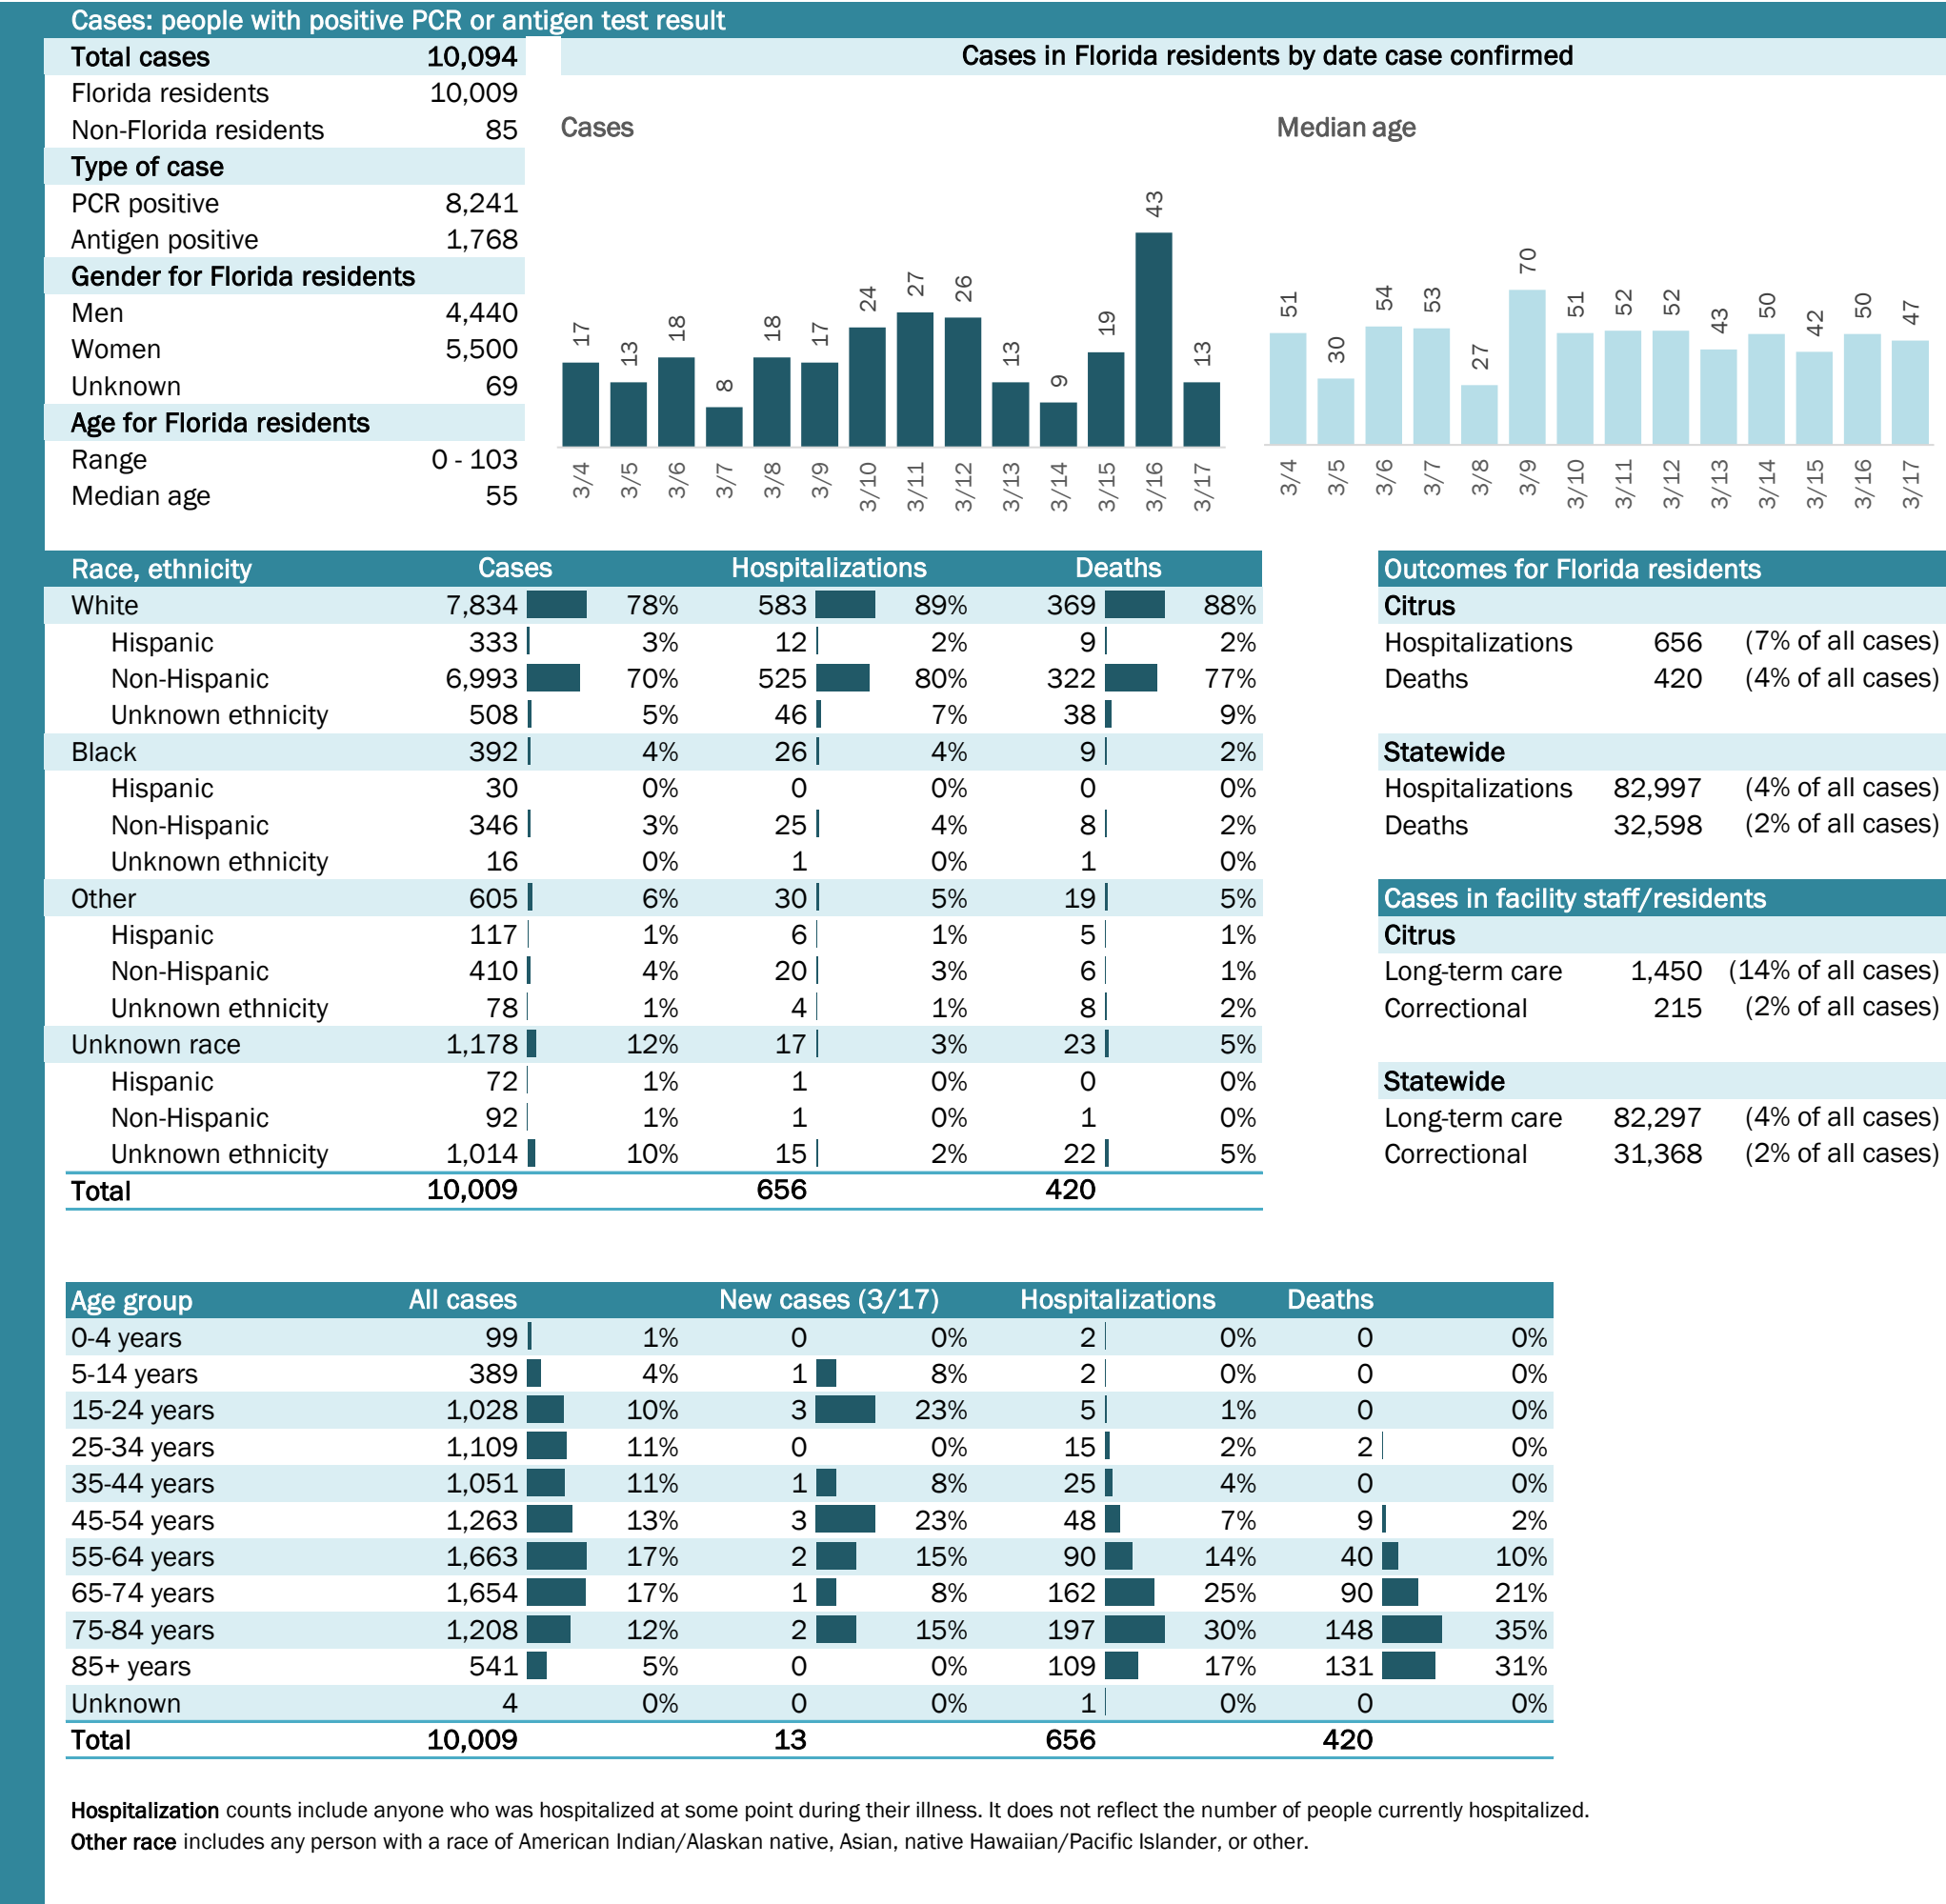 Cases: people with positive PCR or antigen test result
Total cases 10,094
Florida residents 10,009
Non-Florida residents 85
Type of case
PCR positive 8,241
Antigen positive 1,768
Gender for Florida residents
Men 4,440
Women 5,500
Unknown 69
Age for Florida residents
Range 0 - 103
Median age 55
Cases in Florida residents by date case confirmed
Cases
17 13 18 8 18 17 24 27 26 13 9 19 43 13
3/4 3/5 3/6 3/7 3/8 3/9 3/10 3/11 3/12 3/13 3/14 3/15 3/16 3/17
Median age
51 30 54 53 27 70 51 52 52 43 50 42 50 47
3/4 3/5 3/6 3/7 3/8 3/9 3/10 3/11 3/12 3/13 3/14 3/15 3/16 3/17
Race, ethnicity Cases Hospitalizations Deaths
White 7,834 78% 583 89% 369 88%
Hispanic 333 3% 12 2% 9 2%
Non-Hispanic 6,993 70% 525 80% 322 77%
Unknown ethnicity 508 5% 46 7% 38 9%
Black 392 4% 26 4% 9 2%
Hispanic 30 0% 0 0% 0 0%
Non-Hispanic 346 3% 25 4% 8 2%
Unknown ethnicity 16 0% 1 0% 1 0%
Other 605 6% 30 5% 19 5%
Hispanic 117 1% 6 1% 5 1%
Non-Hispanic 410 4% 20 3% 6 1%
Unknown ethnicity 78 1% 4 1% 8 2%
Unknown race 1,178 12% 17 3% 23 5%
Hispanic 72 1% 1 0% 0 0%
Non-Hispanic 92 1% 1 0% 1 0%
Unknown ethnicity 1,014 10% 15 2% 22 5%
Total 10,009 656 420
Outcomes for Florida residents
Citrus
Hospitalizations 656 (7% of all cases)
Deaths 420 (4% of all cases)
Statewide
Hospitalizations 82,997 (4% of all cases)
Deaths 32,598 (2% of all cases)
Cases in facility staff/residents
Citrus
Long-term care 1,450 (14% of all cases)
Correctional 215 (2% of all cases)
Statewide
Long-term care 82,297 (4% of all cases)
Correctional 31,368 (2% of all cases)
Age group All cases New cases (3/17) Hospitalizations Deaths
0-4 years 99 1% 0 0% 2 0% 0 0%
5-14 years 389 4% 1 8% 2 0% 0 0%
15-24 years 1,028 10% 3 23% 5 1% 0 0%
25-34 years 1,109 11% 0 0% 15 2% 2 0%
35-44 years 1,051 11% 1 8% 25 4% 0 0%
45-54 years 1,263 13% 3 23% 48 7% 9 2%
55-64 years 1,663 17% 2 15% 90 14% 40 10%
65-74 years 1,654 17% 1 8% 162 25% 90 21%
75-84 years 1,208 12% 2 15% 197 30% 148 35%
85+ years 541 5% 0 0% 109 17% 131 31%
Unknown 4 0% 0 0% 1 0% 0 0%
Total 10,009 13 656 420
Hospitalization counts include anyone who was hospitalized at some point during their illness. It does not reflect the number of people currently hospitalized.
Other race includes any person with a race of American Indian/Alaskan native, Asian, native Hawaiian/Pacific Islander, or other.